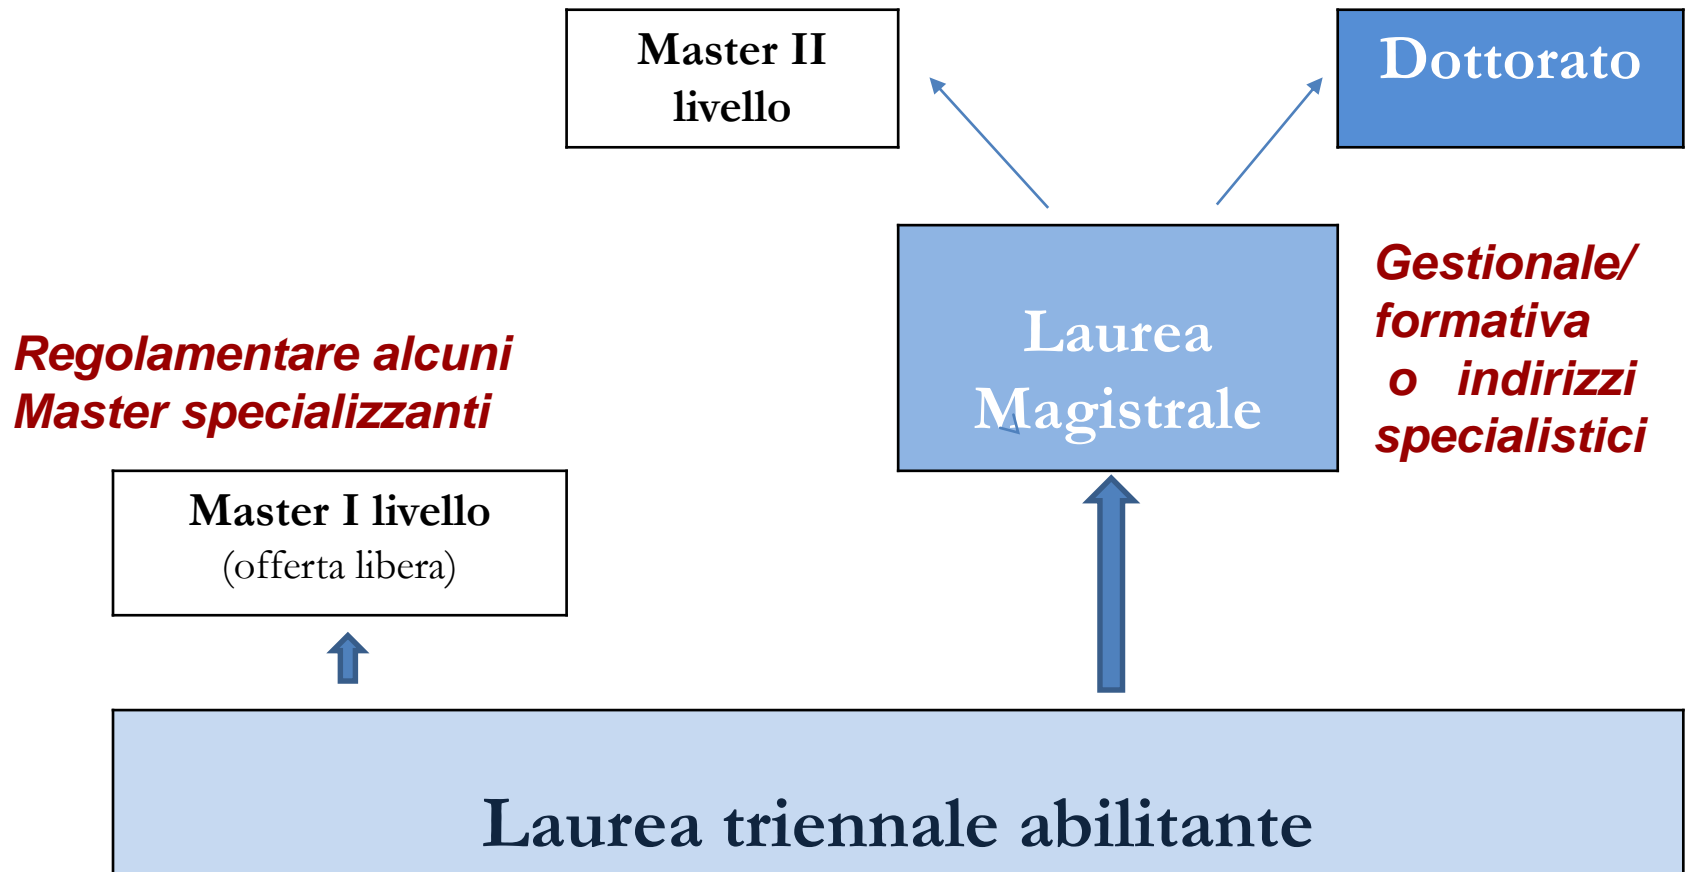 Master II
livello
Dottorato
Gestionale/
formativa
o indirizzi
specialistici
Laurea
Magistrale
Regolamentare alcuni
Master specializzanti
Master I livello
(offerta libera)
Laurea triennale abilitante